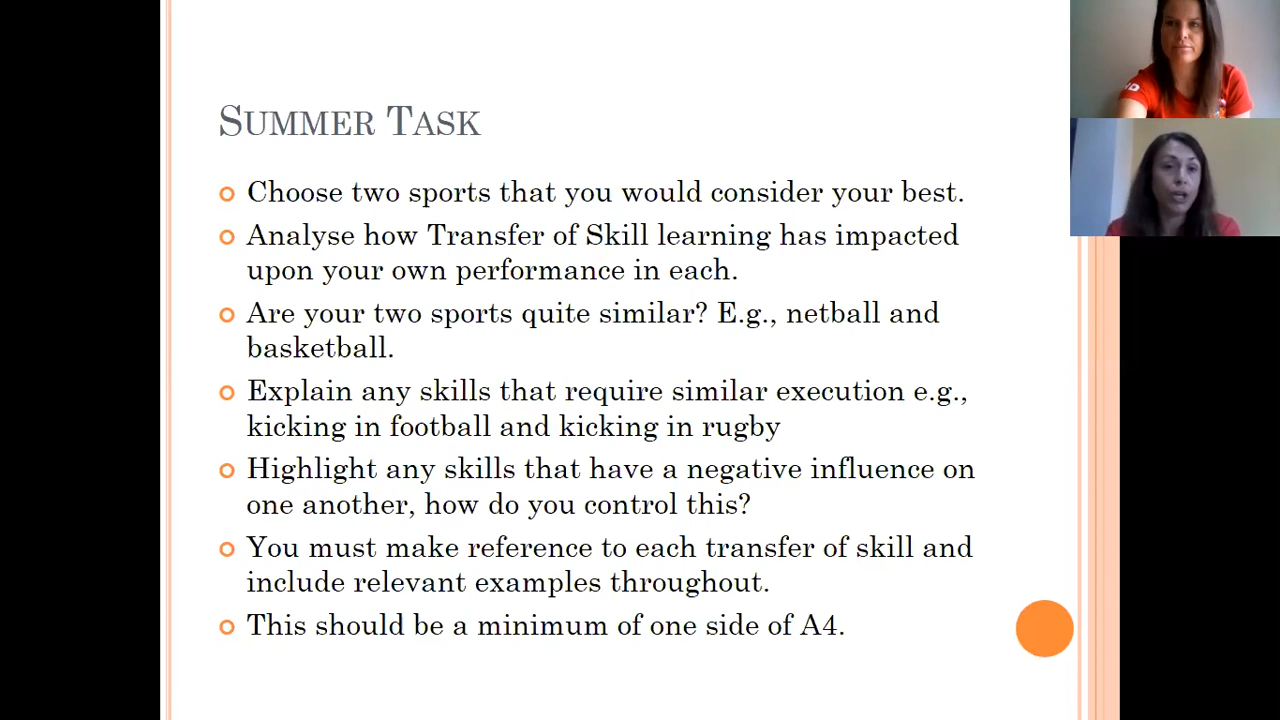 SUMMER TASK
Choose two sports that you would consider your best.
Analyse how Transfer of Skill learning has impacted
upon your own performance in each.
Are your two sports quite similar? E.g., netball and
basketball.
Explain any skills that require similar execution e.g.,
kicking in football and kicking in rugby
Highlight any skills that have a negative influence on
one another, how do you control this?
You must make reference to each transfer of skill and
include relevant examples throughout.
This should be a minimum of one side of A4.